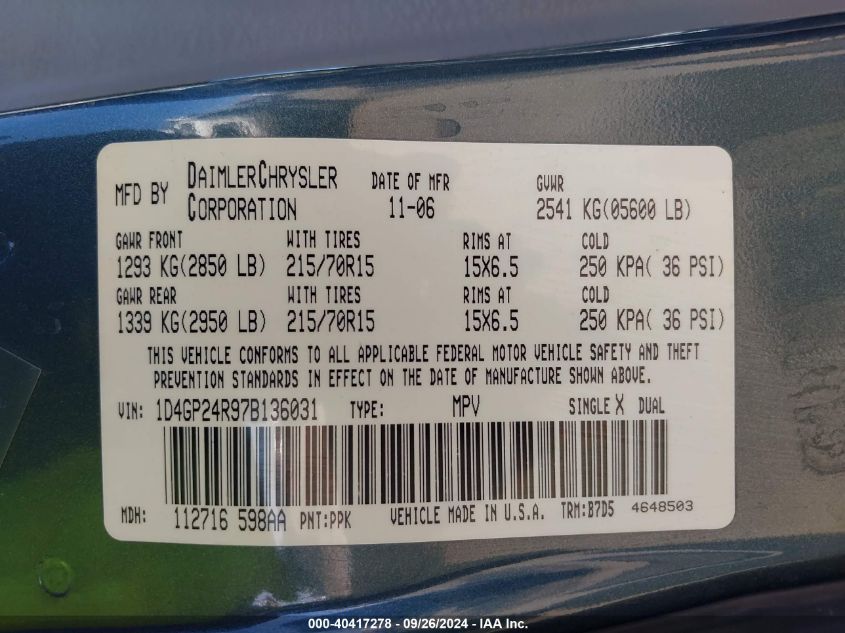 MFD BY DAIMLERCHRYSLER CORPORATION DATE OF MFR 11-06 GVWR 2541 KG(05600 LB)
GAWR FRONT WITH TIRES RIMS AT COLD
1293 KG(2850 LB) 215/70R15 15X6.5 250 KPA( 36 PSI)
GAWR REAR WITH TIRES RIMS AT COLD
1339 KG(2950 LB) 215/70R15 15X6.5 250 KPA( 36 PSI)
THIS VEHICLE CONFORMS TO ALL APPLICABLE FEDERAL MOTOR VEHICLE SAFETY AND THEFT
PREVENTION STANDARDS IN EFFECT ON THE DATE OF MANUFACTURE SHOWN ABOVE.
VIN: 1D4GP24R97B136031 TYPE: MPV SINGLE X DUAL
MDH: 112716 598AA PNT:PPK VEHICLE MADE IN U.S.A. TRM:B7D5 4648503
000-40417278 - 09/26/2024 - IAA Inc.